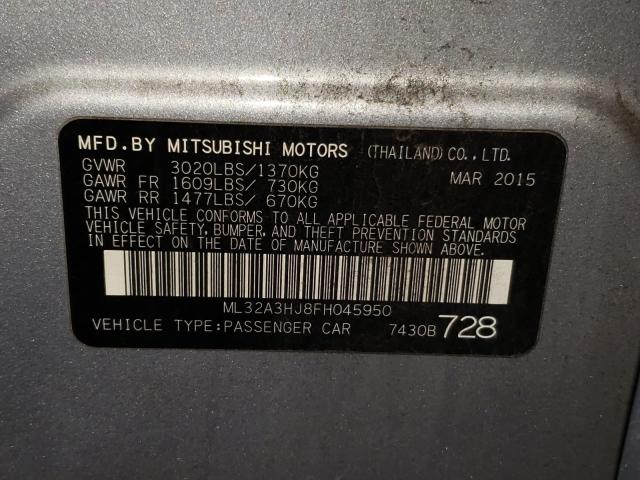 MFD.BY MITSUBISHI MOTORS (THAILAND)CO.,LTD.
GVWR 3020LBS/1370KG MAR 2015
GAWR FR 1609LBS/ 730KG
GAWR RR 1477LBS/ 670KG
THIS VEHICLE CONFORMS TO ALL APPLICABLE FEDERAL MOTOR
VEHICLE SAFETY, BUMPER, AND THEFT PREVENTION STANDARDS
IN EFFECT ON THE DATE OF MANUFACTURE SHOWN ABOVE.
ML32A3HJ8FH045950
VEHICLE TYPE:PASSENGER CAR 7430B 728